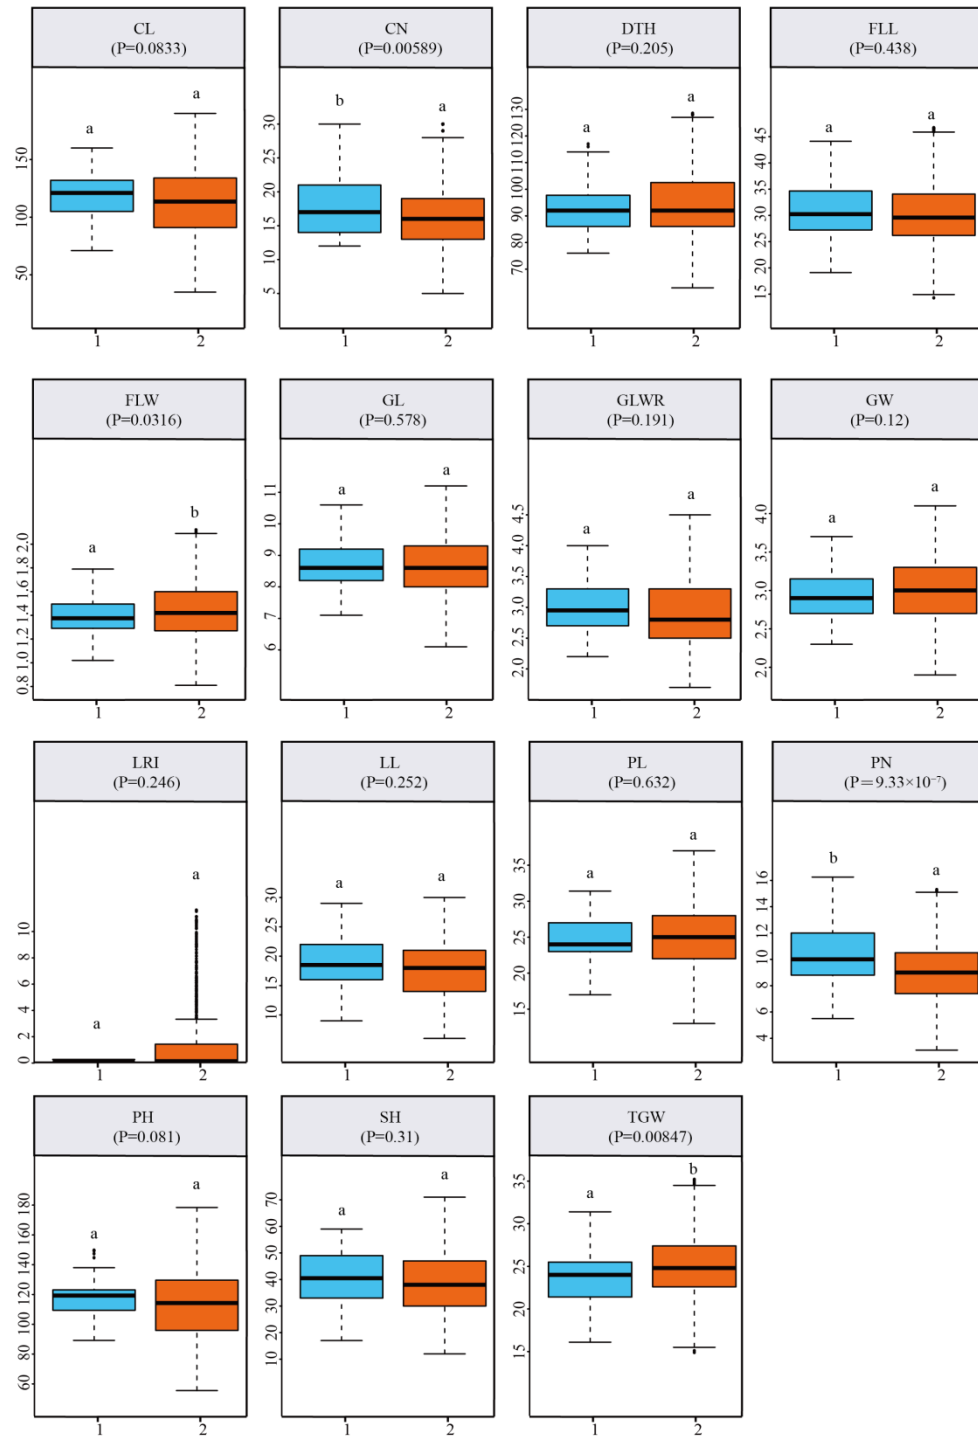 CL
(P=0.0833)
CN
(P=0.00589)
DTH
(P=0.205)
FLL
(P=0.438)
a
a
50
100
150
1
2
b
a
5
10
15
20
25
30
1
2
a
a
70
80
90
100
110
120
130
1
2
a
a
15
20
25
30
35
40
45
1
2
FLW
(P=0.0316)
GL
(P=0.578)
GLWR
(P=0.191)
GW
(P=0.12)
a
b
0.8
1.0
1.2
1.4
1.6
1.8
2.0
1
2
a
a
6
7
8
9
10
11
1
2
a
a
2.0
2.5
3.0
3.5
4.0
4.5
1
2
a
a
2.0
2.5
3.0
3.5
4.0
1
2
LRI
(P=0.246)
LL
(P=0.252)
PL
(P=0.632)
PN
(P=9.33×10⁻⁷)
a
a
0
2
4
6
8
10
1
2
a
a
10
15
20
25
30
1
2
a
a
15
20
25
30
35
1
2
b
a
4
6
8
10
12
14
16
1
2
PH
(P=0.081)
SH
(P=0.31)
TGW
(P=0.00847)
a
a
60
80
100
120
140
160
180
1
2
a
a
10
20
30
40
50
60
70
1
2
a
b
15
20
25
30
35
1
2